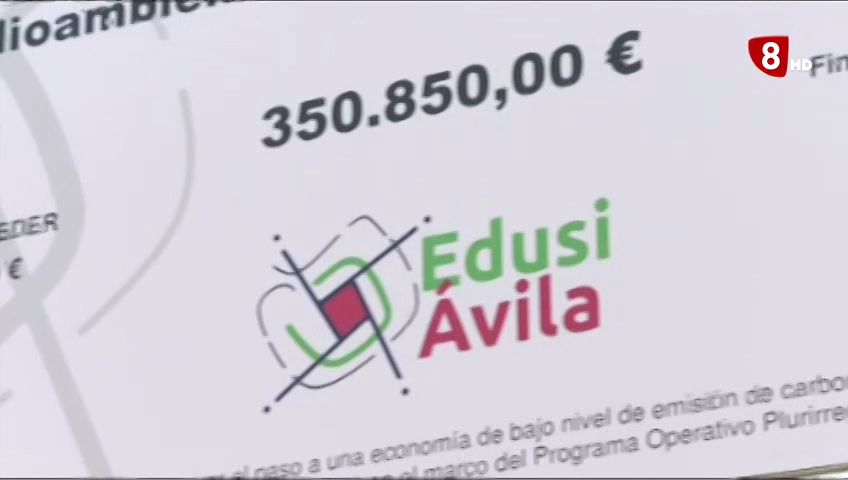 350.850,00 €
8
HD
Fin
EDER
€
Edusi
Ávila
el paso a una economía de bajo nivel de emisión de carbo
el marco del Programa Operativo Plurirre